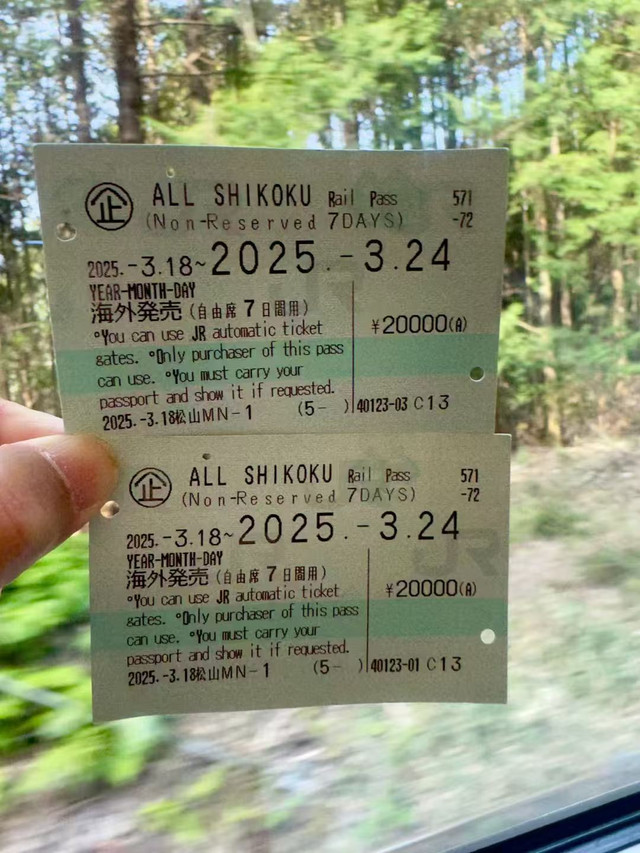 企 ALL SHIKOKU Rail Pass 571
(Non-Reserved 7DAYS) -72
2025.-3.18~2025.-3.24
YEAR-MONTH-DAY
海外発売(自由席7日間用)
°You can use JR automatic ticket ¥20000(A)
gates. °Only purchaser of this pass
can use. °You must carry your
passport and show it if requested.
2025.-3.18松山MN-1 (5- ) 40123-03 C13
企 ALL SHIKOKU Rail Pass 571
(Non-Reserved 7DAYS) -72
2025.-3.18~2025.-3.24
YEAR-MONTH-DAY
海外発売(自由席7日間用)
°You can use JR automatic ticket ¥20000(A)
gates. °Only purchaser of this pass
can use. °You must carry your
passport and show it if requested.
2025.-3.18松山MN-1 (5- ) 40123-01 C13
JR